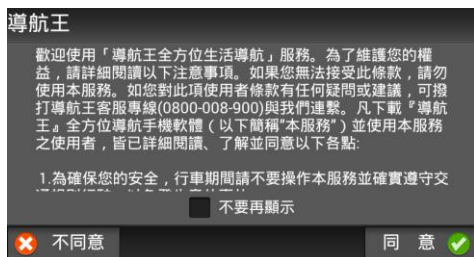 導航王
歡迎使用「導航王全方位生活導航」服務。為了維護您的權
益，請詳細閱讀以下注意事項。如果您無法接受此條款，請勿
使用本服務。如您對此項使用者條款有任何疑問或建議，可撥
打導航王客服專線(0800-008-900)與我們連繫。凡下載『導航
王』全方位導航手機軟體（以下簡稱"本服務"）並使用本服務
之使用者，皆已詳細閱讀、了解並同意以下各點:
1.為確保您的安全，行車期間請不要操作本服務並確實遵守交
不要再顯示
不同意
同 意